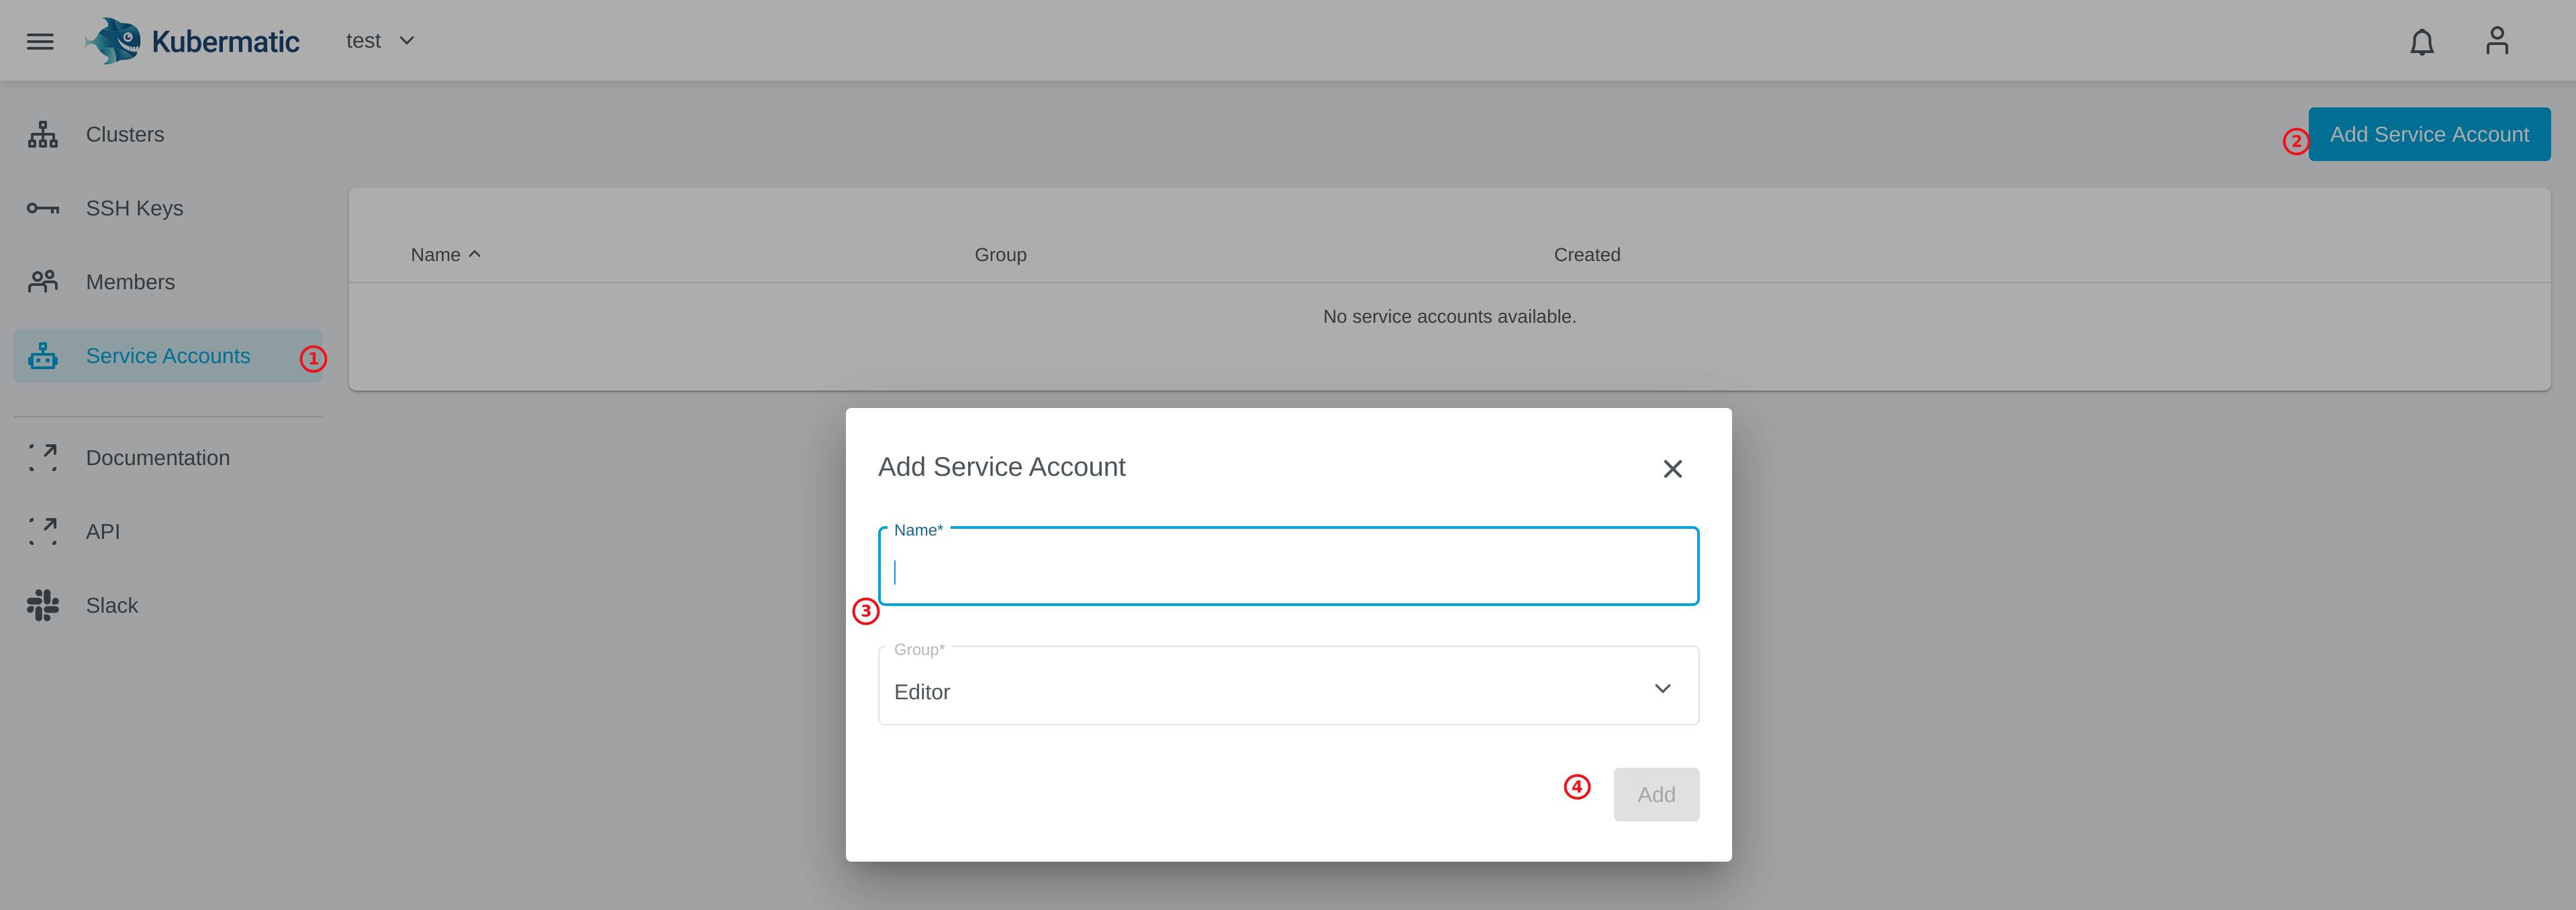 Kubermatic test
Clusters
SSH Keys
Members
Service Accounts 1
Documentation
API
Slack
2 Add Service Account
Name Group Created
No service accounts available.
Add Service Account
Name*
3
Group*
Editor
4 Add